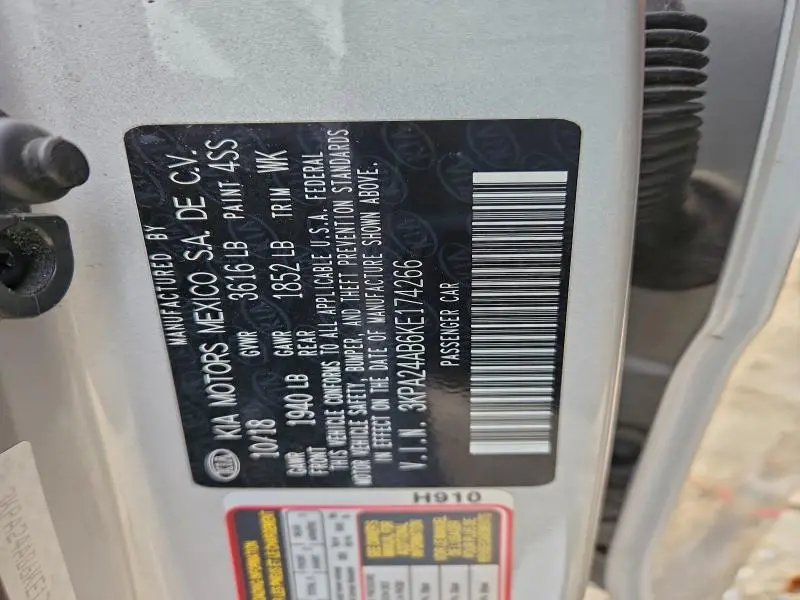 MANUFACTURED BY
KIA KIA MOTORS MEXICO S.A. DE C.V.
10/18 GVWR 3616 LB PAINT 4SS
GAWR FRONT 1940 LB GAWR REAR 1852 LB TRIM WK
THIS VEHICLE CONFORMS TO ALL APPLICABLE U.S.A. FEDERAL
MOTOR VEHICLE SAFETY, BUMPER, AND THEFT PREVENTION STANDARDS
IN EFFECT ON THE DATE OF MANUFACTURE SHOWN ABOVE.
V.I.N. 3KPA24AB6KE174266
PASSENGER CAR
H910